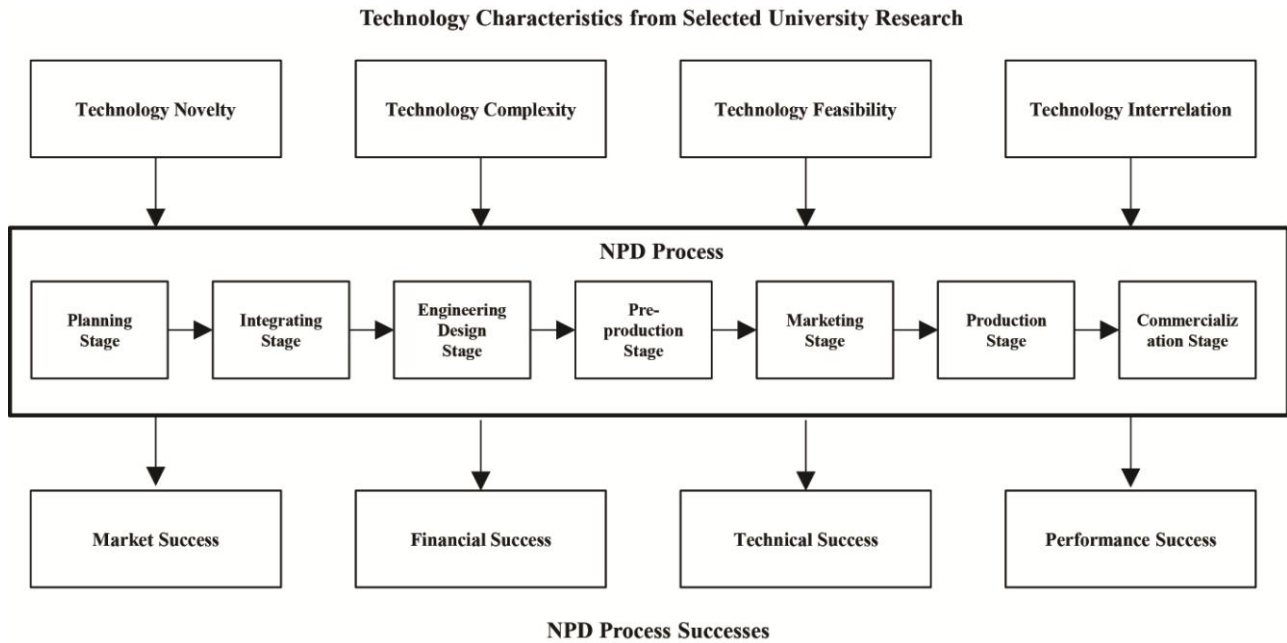 Technology Characteristics from Selected University Research
Technology Novelty
Technology Complexity
Technology Feasibility
Technology Interrelation
NPD Process
Planning
Stage
Integrating
Stage
Engineering
Design
Stage
Pre-
production
Stage
Marketing
Stage
Production
Stage
Commercializ
ation Stage
Market Success
Financial Success
Technical Success
Performance Success
NPD Process Successes